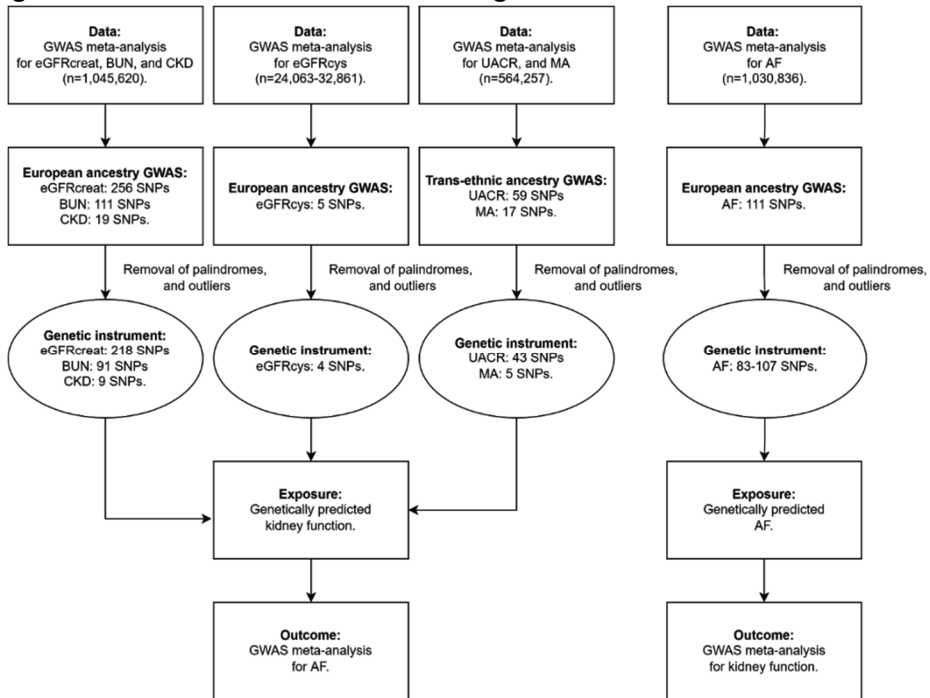 Data:
GWAS meta-analysis
for eGFRcreat, BUN, and CKD
(n=1,045,620).
Data:
GWAS meta-analysis
for eGFRcys
(n=24,063-32,861).
Data:
GWAS meta-analysis
for UACR, and MA
(n=564,257).
Data:
GWAS meta-analysis
for AF
(n=1,030,836).
European ancestry GWAS:
eGFRcreat: 256 SNPs
BUN: 111 SNPs
CKD: 19 SNPs.
European ancestry GWAS:
eGFRcys: 5 SNPs.
Trans-ethnic ancestry GWAS:
UACR: 59 SNPs
MA: 17 SNPs.
European ancestry GWAS:
AF: 111 SNPs.
Removal of palindromes,
and outliers
Removal of palindromes,
and outliers
Removal of palindromes,
and outliers
Removal of palindromes,
and outliers
Genetic instrument:
eGFRcreat: 218 SNPs
BUN: 91 SNPs
CKD: 9 SNPs.
Genetic instrument:
eGFRcys: 4 SNPs.
Genetic instrument:
UACR: 43 SNPs
MA: 5 SNPs.
Genetic instrument:
AF: 83-107 SNPs.
Exposure:
Genetically predicted
kidney function.
Exposure:
Genetically predicted
AF.
Outcome:
GWAS meta-analysis
for AF.
Outcome:
GWAS meta-analysis
for kidney function.